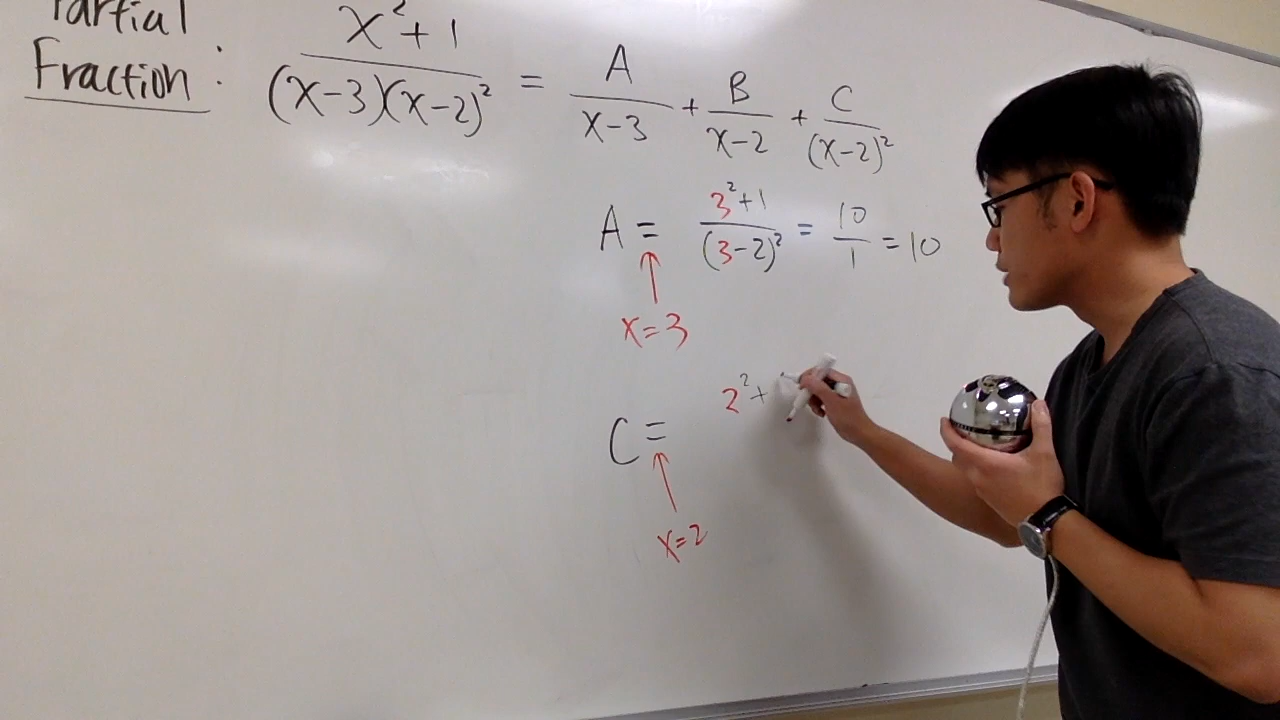 Partial
Fraction : (x²+1)/((x-3)(x-2)²) = A/(x-3) + B/(x-2) + C/(x-2)²
A = (3²+1)/(3-2)² = 10/1 = 10
↑
x=3
C = 2²+
↑
x=2